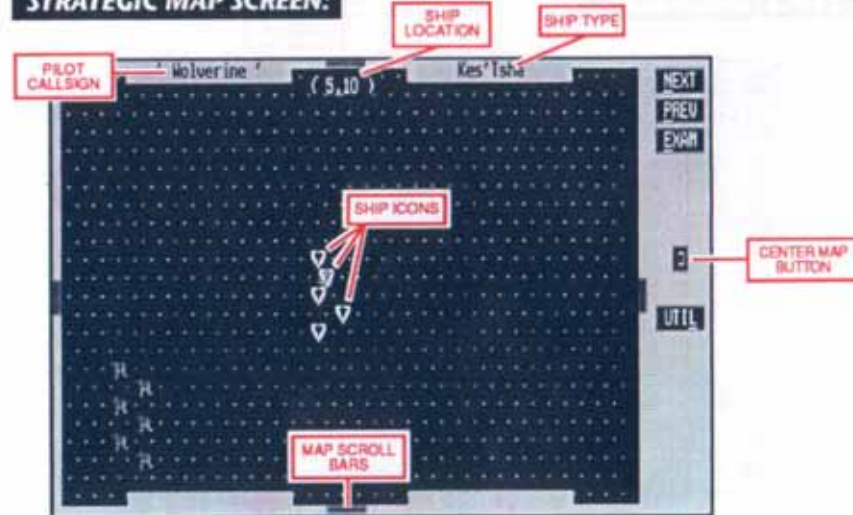 STRATEGIC MAP SCREEN:
SHIP
LOCATION
SHIP TYPE
PILOT
CALLSIGN
' Wolverine '
( 5,10 )
Kes'Isha
NEXT
PREV
EXAM
SHIP ICONS
CENTER MAP
BUTTON
UTIL
MAP SCROLL
BARS